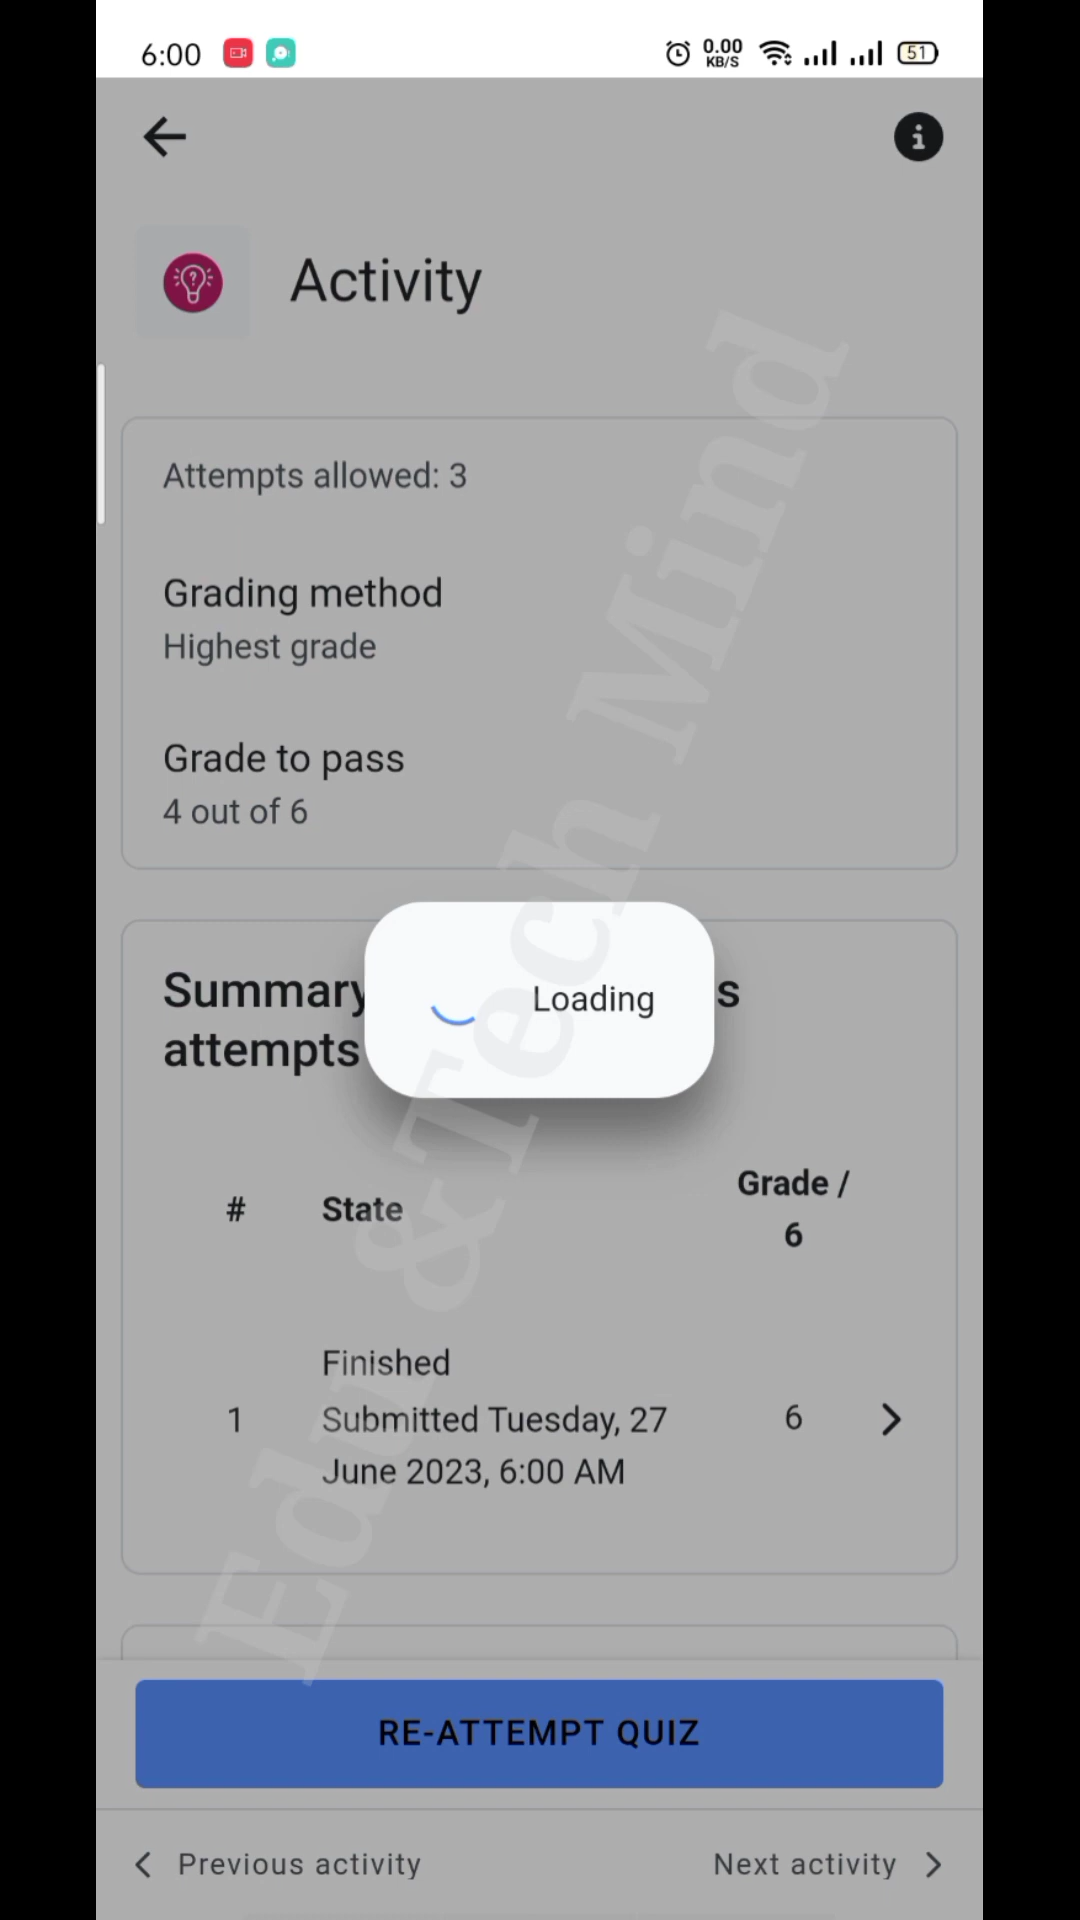 6:00
0.00
KB/S
51
Activity
Attempts allowed: 3
Grading method
Highest grade
Grade to pass
4 out of 6
Summary s
attempts
Loading
# State Grade /
6
Finished
1 Submitted Tuesday, 27 6
June 2023, 6:00 AM
RE-ATTEMPT QUIZ
Previous activity Next activity
Edu & Tech Mind